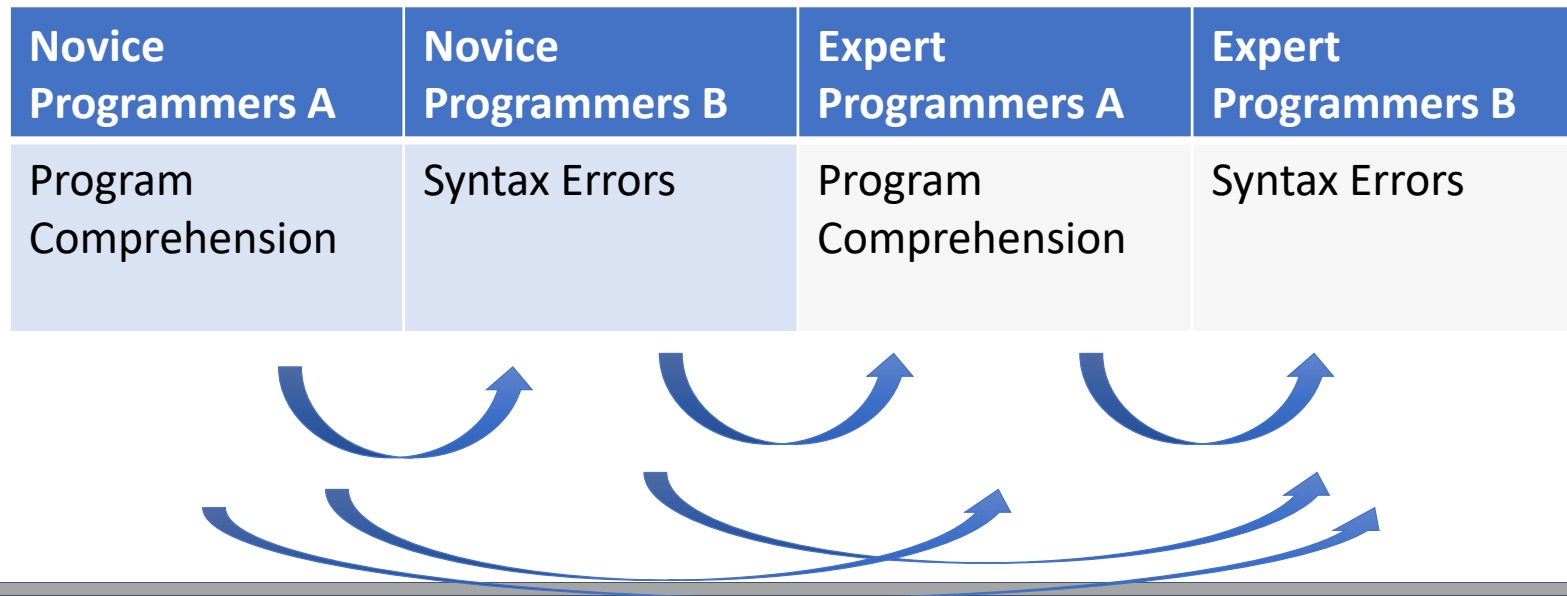 Novice
Programmers A
Novice
Programmers B
Expert
Programmers A
Expert
Programmers B
Program
Comprehension
Syntax Errors
Program
Comprehension
Syntax Errors